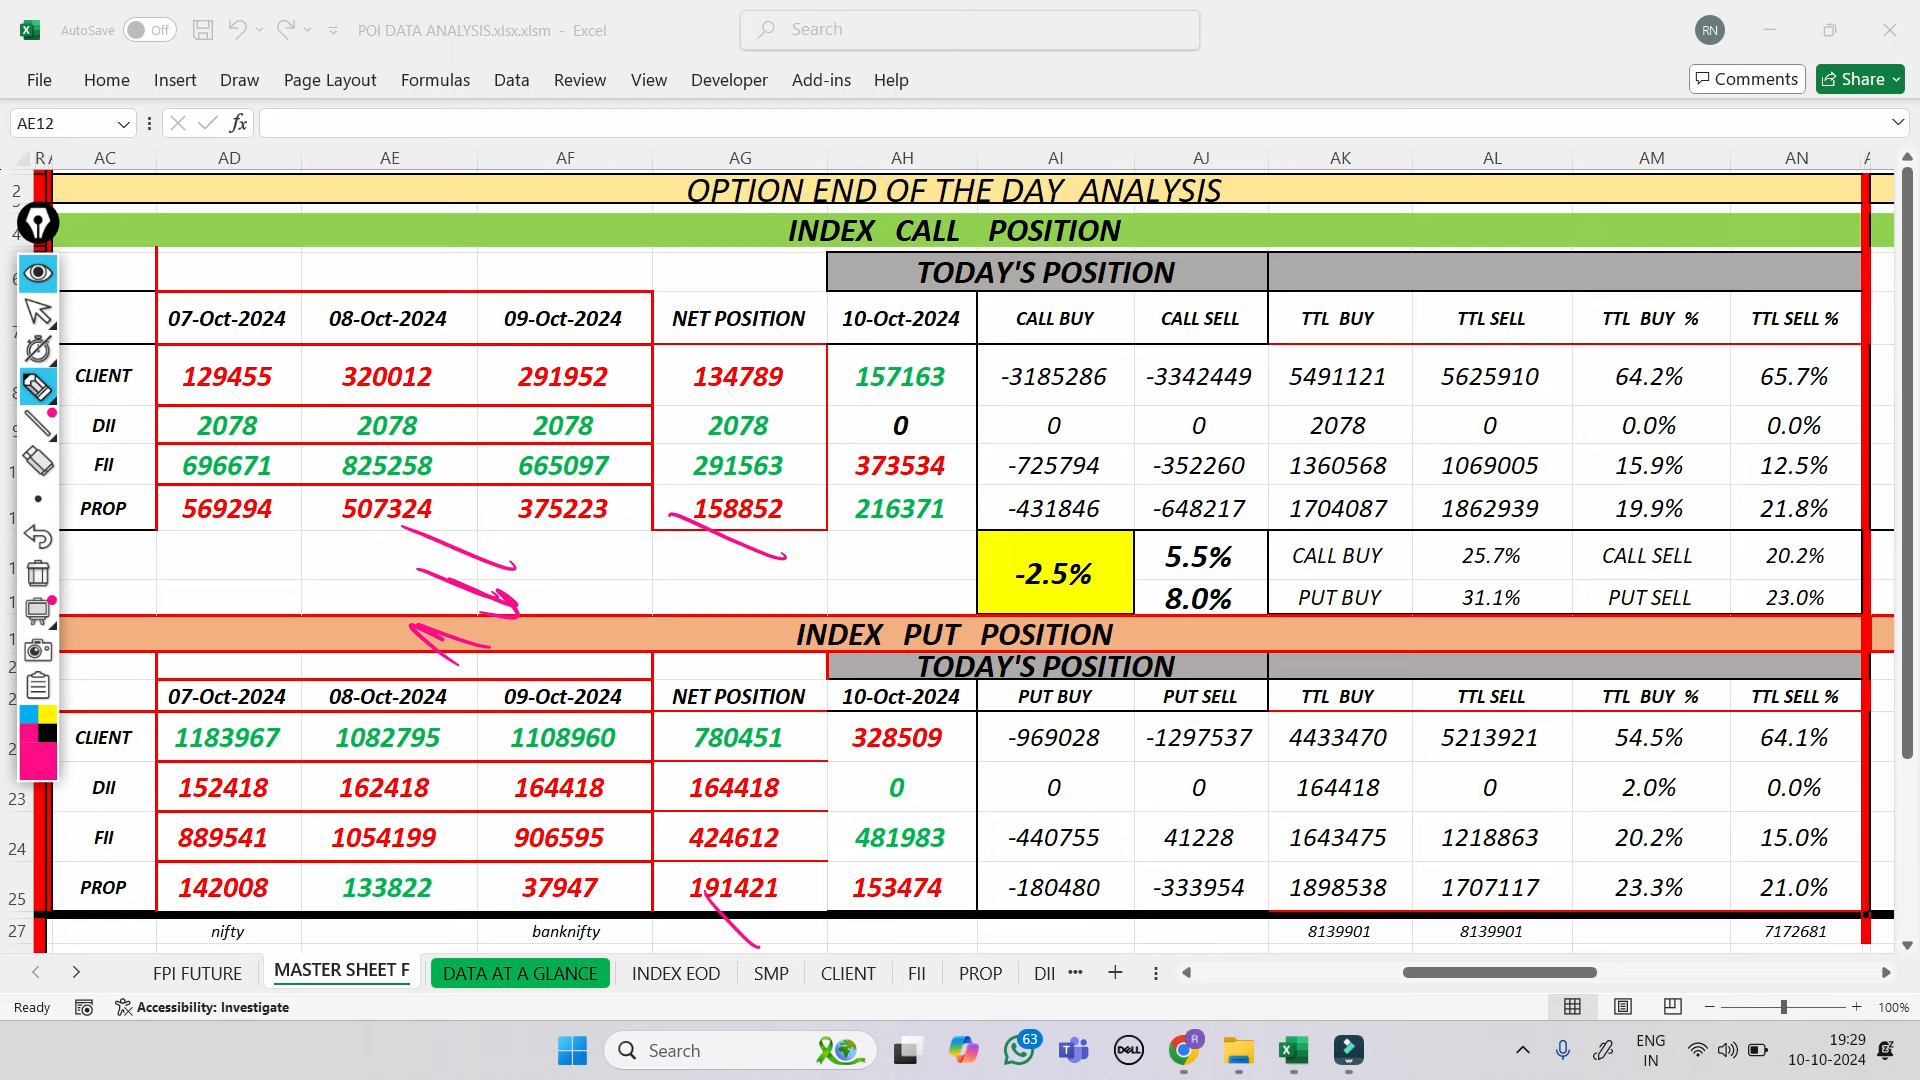 AutoSave Off POI DATA ANALYSIS.xlsx.xlsm - Excel Search RN
File Home Insert Draw Page Layout Formulas Data Review View Developer Add-ins Help Comments Share
AE12 fx
R AC AD AE AF AG AH AI AJ AK AL AM AN
2 OPTION END OF THE DAY ANALYSIS
4 INDEX CALL POSITION
TODAY'S POSITION
07-Oct-2024 08-Oct-2024 09-Oct-2024 NET POSITION 10-Oct-2024 CALL BUY CALL SELL TTL BUY TTL SELL TTL BUY % TTL SELL %
CLIENT 129455 320012 291952 134789 157163 -3185286 -3342449 5491121 5625910 64.2% 65.7%
DII 2078 2078 2078 2078 0 0 0 2078 0 0.0% 0.0%
FII 696671 825258 665097 291563 373534 -725794 -352260 1360568 1069005 15.9% 12.5%
PROP 569294 507324 375223 158852 216371 -431846 -648217 1704087 1862939 19.9% 21.8%
-2.5% 5.5% CALL BUY 25.7% CALL SELL 20.2%
8.0% PUT BUY 31.1% PUT SELL 23.0%
INDEX PUT POSITION
TODAY'S POSITION
07-Oct-2024 08-Oct-2024 09-Oct-2024 NET POSITION 10-Oct-2024 PUT BUY PUT SELL TTL BUY TTL SELL TTL BUY % TTL SELL %
CLIENT 1183967 1082795 1108960 780451 328509 -969028 -1297537 4433470 5213921 54.5% 64.1%
23 DII 152418 162418 164418 164418 0 0 0 164418 0 2.0% 0.0%
24 FII 889541 1054199 906595 424612 481983 -440755 41228 1643475 1218863 20.2% 15.0%
25 PROP 142008 133822 37947 191421 153474 -180480 -333954 1898538 1707117 23.3% 21.0%
27 nifty banknifty 8139901 8139901 7172681
FPI FUTURE MASTER SHEET F DATA AT A GLANCE INDEX EOD SMP CLIENT FII PROP DII
Ready Accessibility: Investigate 100%
Search 63 DELL R ENG IN 19:29 10-10-2024